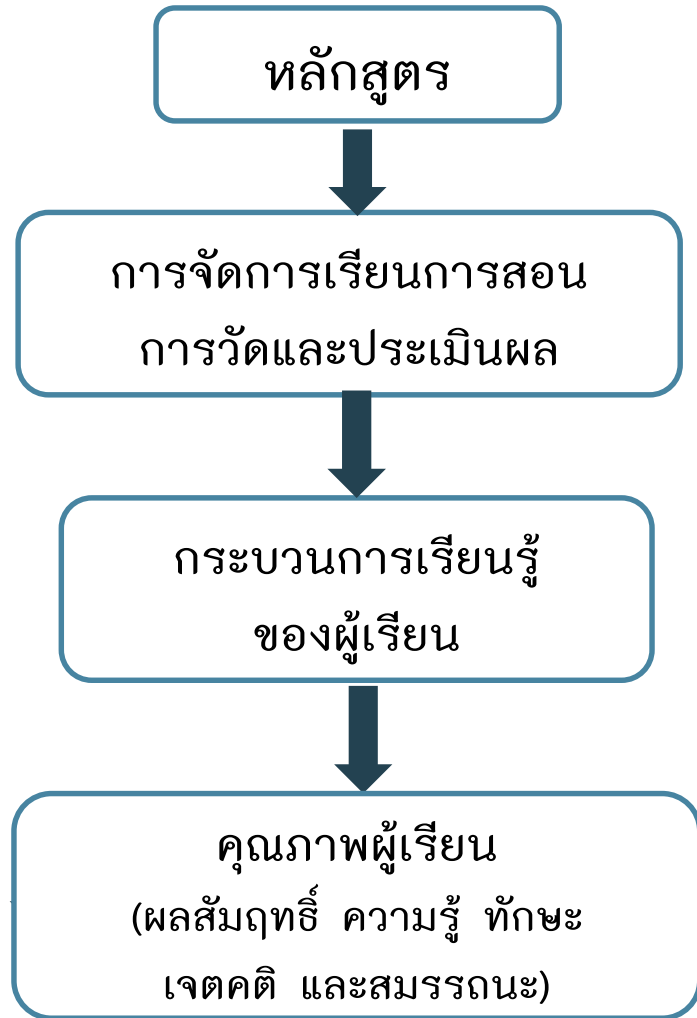 หลักสูตร
การจัดการเรียนการสอน
การวัดและประเมินผล
กระบวนการเรียนรู้
ของผู้เรียน
คุณภาพผู้เรียน
(ผลสัมฤทธิ์ ความรู้ ทักษะ
เจตคติ และสมรรถนะ)